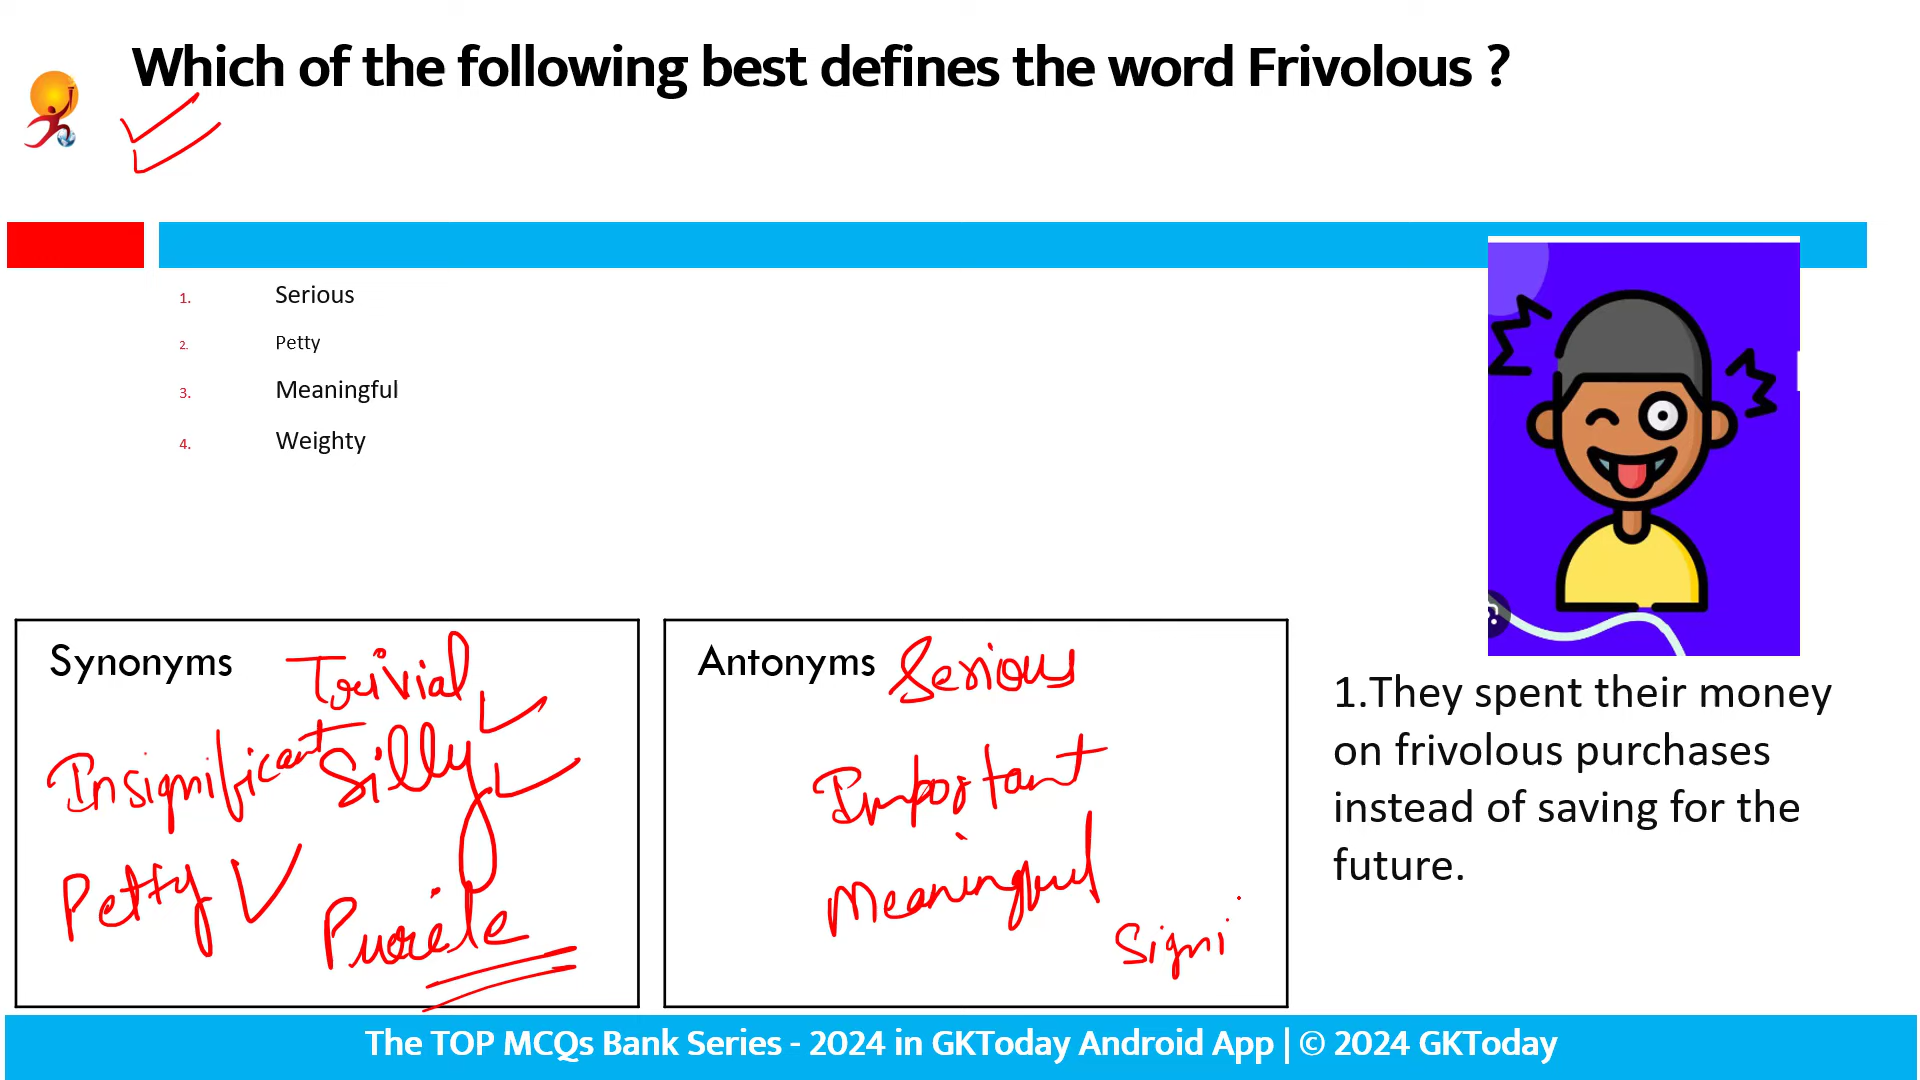 Which of the following best defines the word Frivolous ?
1. Serious
2. Petty
3. Meaningful
4. Weighty
Synonyms Trivial
Insignificant Silly
Petty Puerile
Antonyms Serious
Important
Meaningful
Signi
1.They spent their money
on frivolous purchases
instead of saving for the
future.
The TOP MCQs Bank Series - 2024 in GKToday Android App | © 2024 GKToday